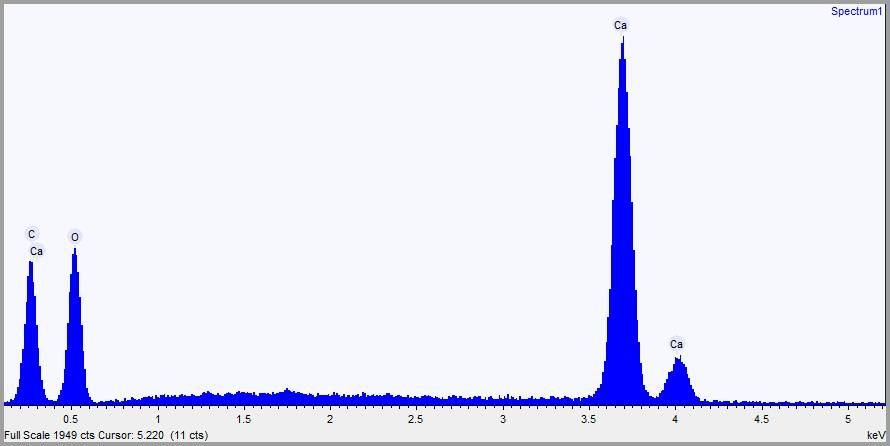 Spectrum1
Ca
C
O
Ca
Ca
0.5 1 1.5 2 2.5 3 3.5 4 4.5 5
Full Scale 1949 cts Cursor: 5.220 (11 cts) keV